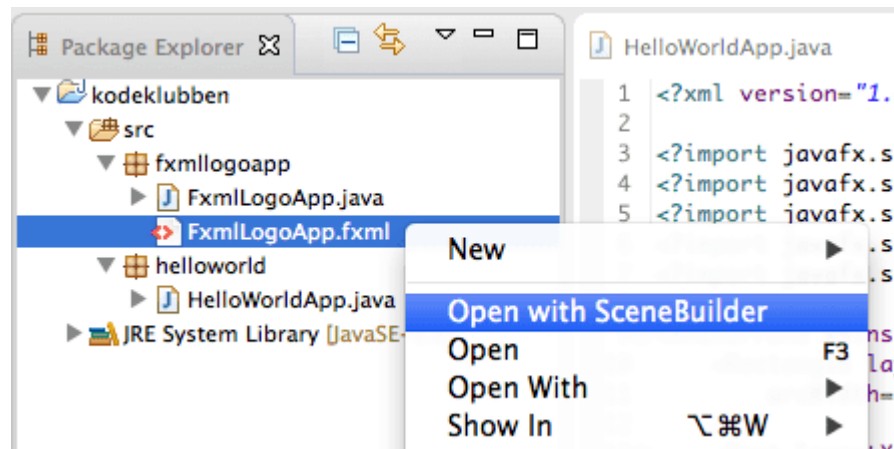 Package Explorer
kodeklubben
src
fxmllogoapp
FxmlLogoApp.java
FxmlLogoApp.fxml
helloworld
HelloWorldApp.java
JRE System Library [JavaSE-
New
Open with SceneBuilder
Open F3
Open With
Show In ⌥⌘W
HelloWorldApp.java
1 <?xml version="1.
2
3 <?import javafx.s
4 <?import javafx.s
5 <?import javafx.s
.s
.s
ns
la
h=